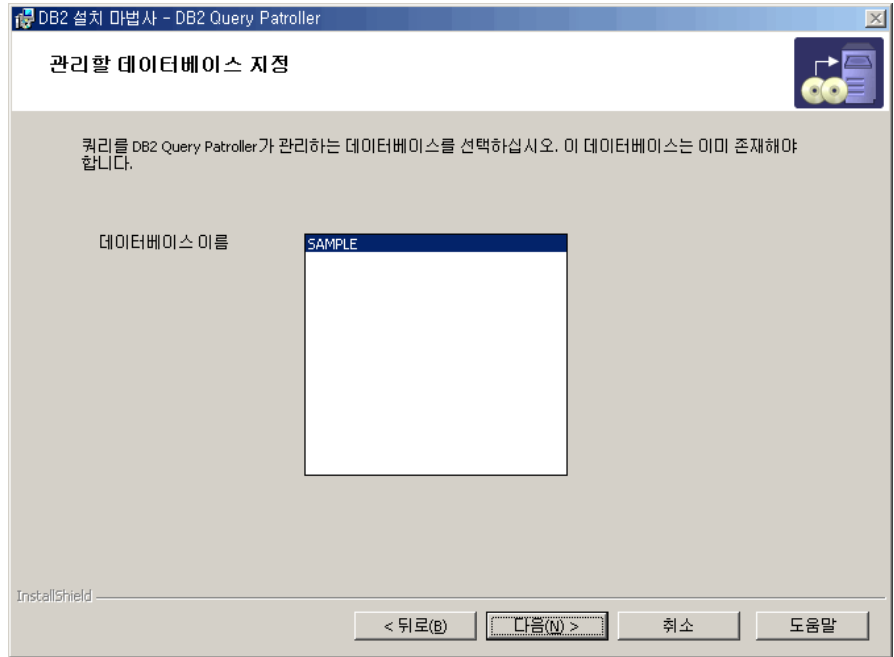 DB2 설치 마법사 - DB2 Query Patroller
관리할 데이터베이스 지정
쿼리를 DB2 Query Patroller가 관리하는 데이터베이스를 선택하십시오. 이 데이터베이스는 이미 존재해야
합니다.
데이터베이스 이름
SAMPLE
InstallShield
< 뒤로(B)
다음(N) >
취소
도움말